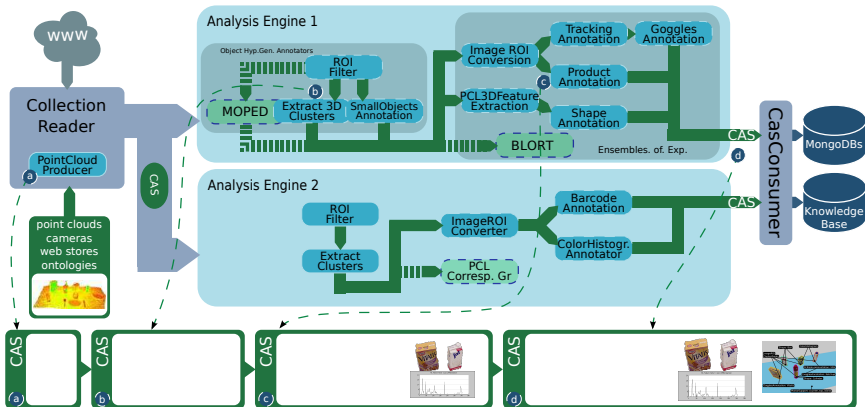 www
Collection
Reader
PointCloud
Producer
a
point clouds
cameras
web stores
ontologies
CAS
Analysis Engine 1
Object Hyp.Gen. Annotators
ROI
Filter
b
MOPED
Extract 3D
Clusters
SmallObjects
Annotation
Image ROI
Conversion
PCL3DFeature
Extraction
Tracking
Annotation
Goggles
Annotation
c
Product
Annotation
Shape
Annotation
BLORT
Ensembles. of. Exp.
CAS
d
Analysis Engine 2
ROI
Filter
Extract
Clusters
ImageROI
Converter
PCL
Corresp. Gr
Barcode
Annotation
ColorHistogr.
Annotator
CAS
CasConsumer
MongoDBs
Knowledge
Base
CAS
a
CAS
b
CAS
c
CAS
d